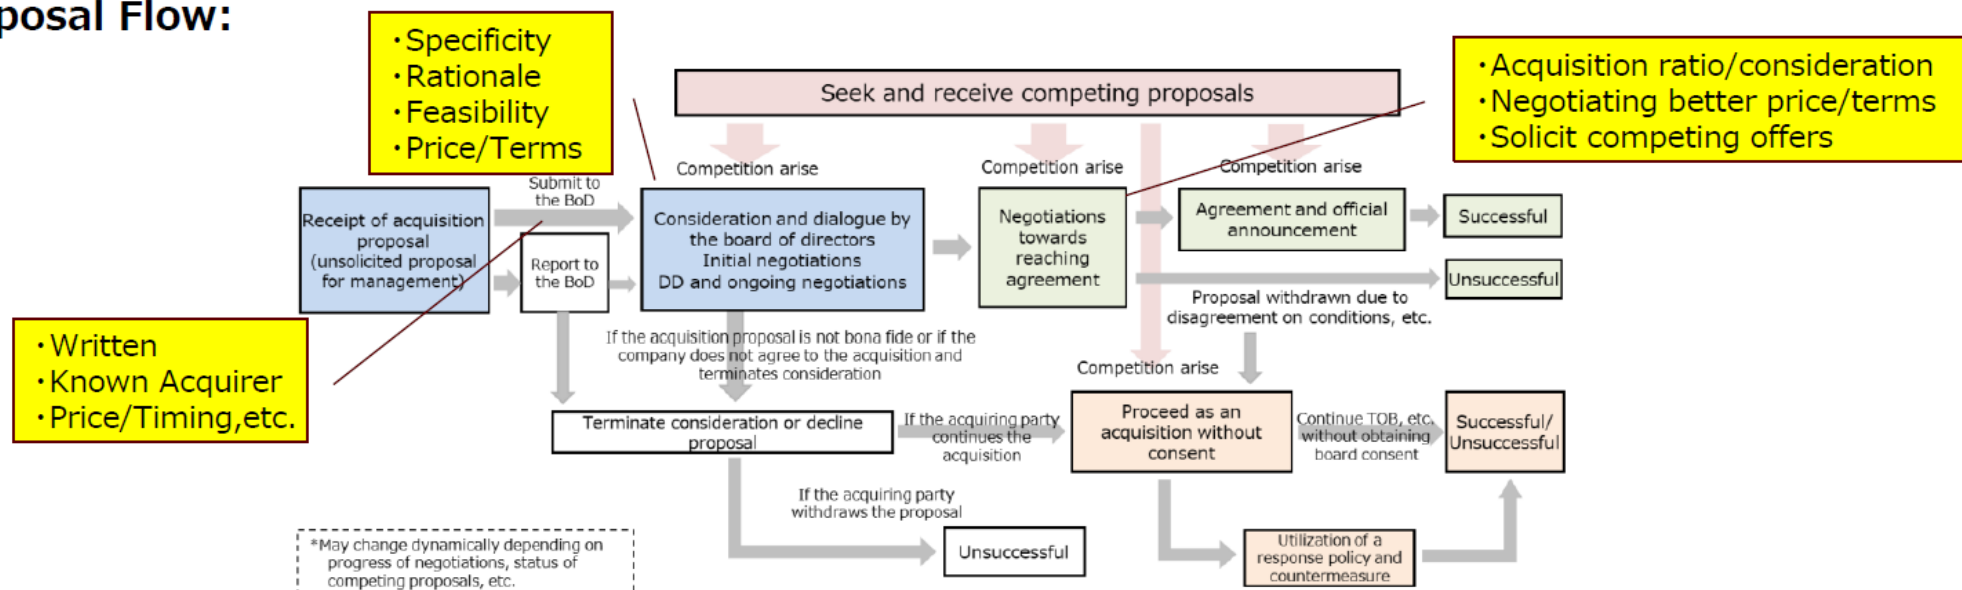 posal Flow:
・Specificity
・Rationale
・Feasibility
・Price/Terms
Seek and receive competing proposals
・Acquisition ratio/consideration
・Negotiating better price/terms
・Solicit competing offers
Competition arise
Competition arise
Competition arise
Submit to
the BoD
Receipt of acquisition
proposal
(unsolicited proposal
for management)
Report to
the BoD
Consideration and dialogue by
the board of directors
Initial negotiations
DD and ongoing negotiations
Negotiations
towards
reaching
agreement
Agreement and official
announcement
Successful
Unsuccessful
Proposal withdrawn due to
disagreement on conditions, etc.
・Written
・Known Acquirer
・Price/Timing,etc.
If the acquisition proposal is not bona fide or if the
company does not agree to the acquisition and
terminates consideration
Competition arise
Terminate consideration or decline
proposal
If the acquiring party
continues the
acquisition
Proceed as an
acquisition without
consent
Continue TOB, etc.
without obtaining
board consent
Successful/
Unsuccessful
If the acquiring party
withdraws the proposal
Unsuccessful
Utilization of a
response policy and
countermeasure
*May change dynamically depending on
progress of negotiations, status of
competing proposals, etc.